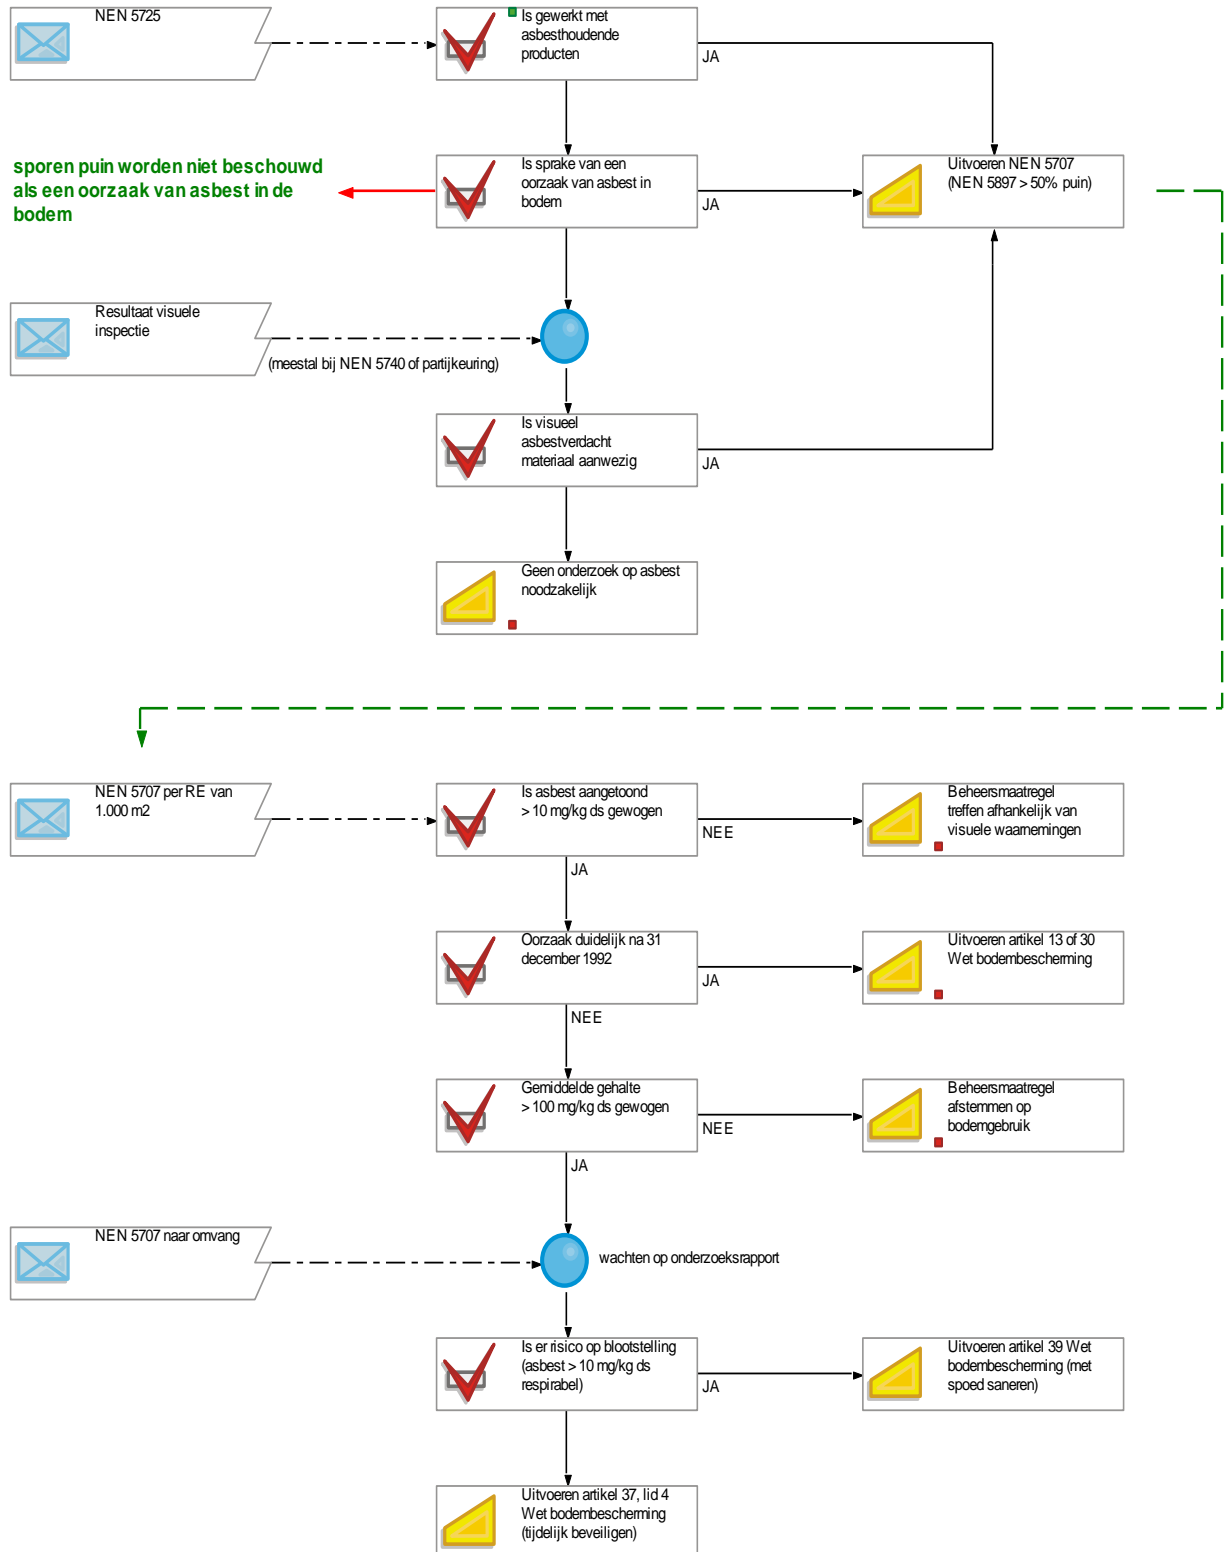 NEN 5725
Is gewerkt met
asbesthoudende
producten
JA
sporen puin worden niet beschouwd
als een oorzaak van asbest in de
bodem
Is sprake van een
oorzaak van asbest in
bodem
JA
Uitvoeren NEN 5707
(NEN 5897 > 50% puin)
Resultaat visuele
inspectie
(meestal bij NEN 5740 of partijkeuring)
Is visueel
asbestverdacht
materiaal aanwezig
JA
Geen onderzoek op asbest
noodzakelijk
NEN 5707 per RE van
1.000 m2
Is asbest aangetoond
> 10 mg/kg ds gewogen
NEE
JA
Beheersmaatregel
treffen afhankelijk van
visuele waarnemingen
Oorzaak duidelijk na 31
december 1992
JA
NEE
Uitvoeren artikel 13 of 30
Wet bodembescherming
Gemiddelde gehalte
> 100 mg/kg ds gewogen
NEE
JA
Beheersmaatregel
afstemmen op
bodemgebruik
NEN 5707 naar omvang
wachten op onderzoeksrapport
Is er risico op blootstelling
(asbest > 10 mg/kg ds
respirabel)
JA
Uitvoeren artikel 39 Wet
bodembescherming (met
spoed saneren)
Uitvoeren artikel 37, lid 4
Wet bodembescherming
(tijdelijk beveiligen)